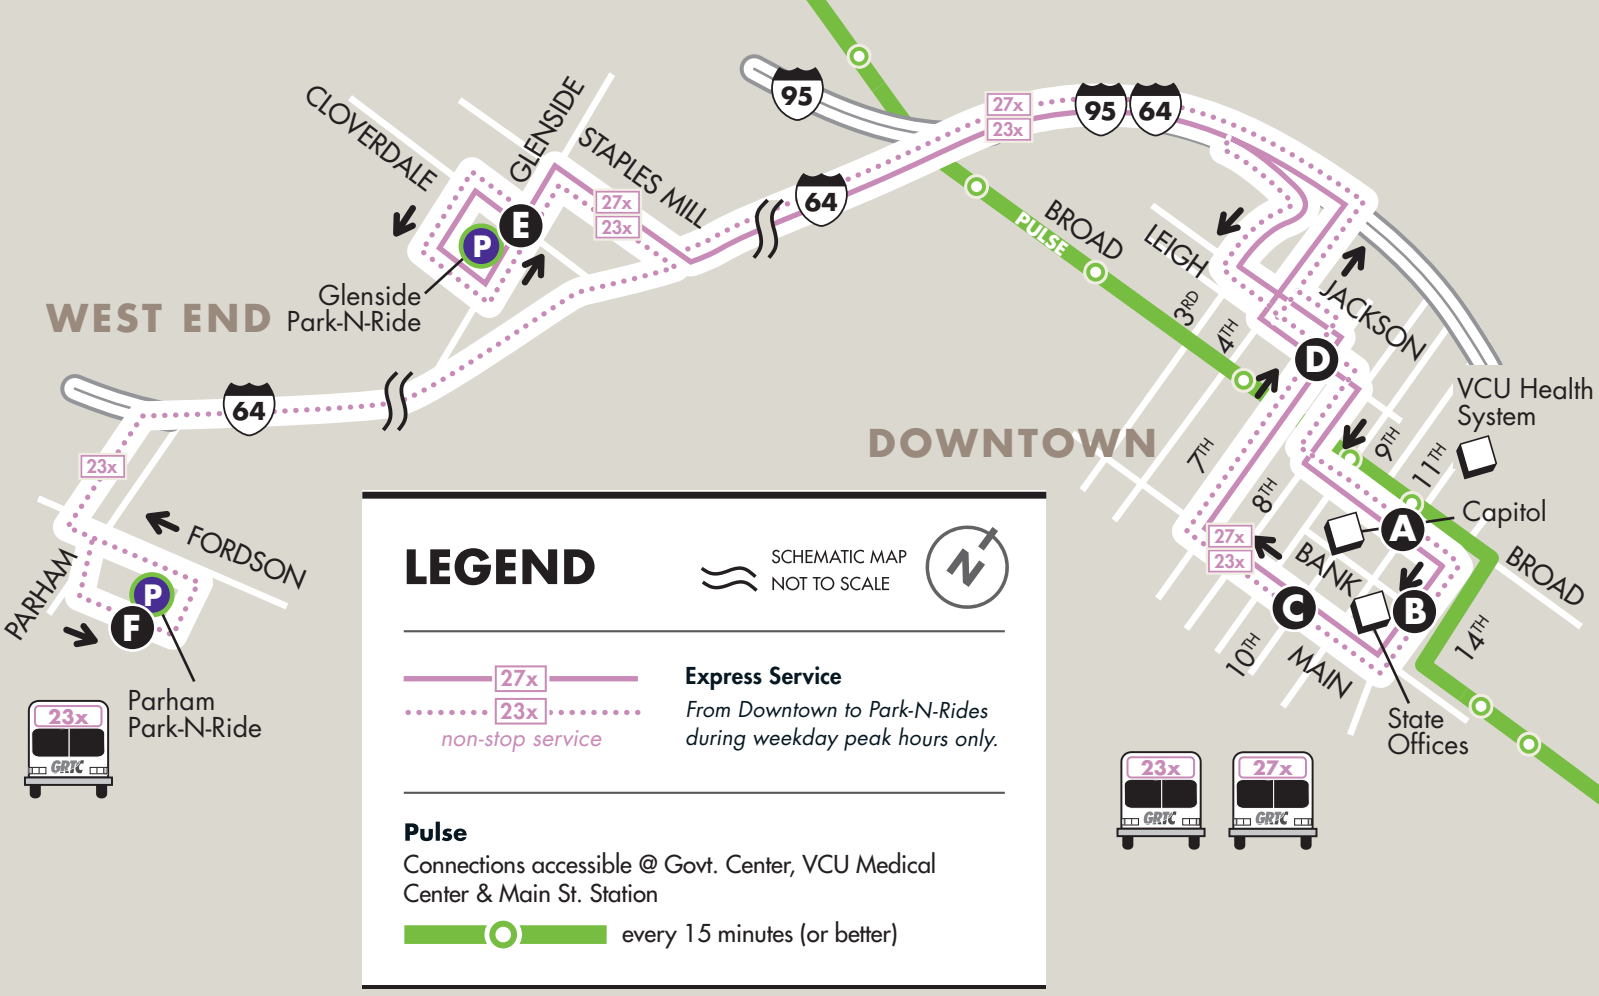 95
27x
23x
95
64
CLOVERDALE
GLENSIDE
STAPLES MILL
27x
23x
64
E
P
Glenside
Park-N-Ride
WEST END
BROAD
PULSE
LEIGH
3RD
4TH
JACKSON
D
VCU Health
System
64
DOWNTOWN
7TH
8TH
9TH
11TH
23x
Capitol
A
FORDSON
PARHAM
P
F
Parham
Park-N-Ride
23x
GRTC
27x
23x
BANK
C
B
BROAD
14TH
10TH
MAIN
State
Offices
23x
GRTC
27x
GRTC
LEGEND
SCHEMATIC MAP
NOT TO SCALE
N
27x
23x
non-stop service
Express Service
From Downtown to Park-N-Rides
during weekday peak hours only.
Pulse
Connections accessible @ Govt. Center, VCU Medical
Center & Main St. Station
every 15 minutes (or better)